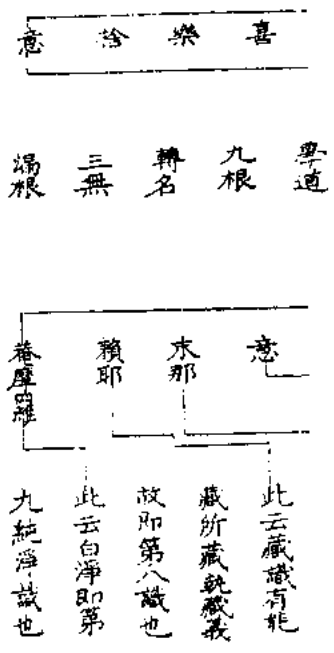 喜
樂
捨
意
學道
九根
轉名
三無
漏根
意
末那
賴耶
菴摩羅
此云藏識有能
藏所藏執藏義
故即第八識也
此云白淨即第
九純淨識也